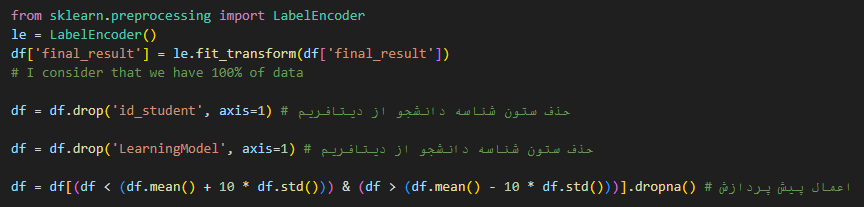 from sklearn.preprocessing import LabelEncoder
le = LabelEncoder()
df['final_result'] = le.fit_transform(df['final_result'])
# I consider that we have 100% of data
df = df.drop('id_student', axis=1) # حذف ستون شناسه دانشجو از دیتافریم
df = df.drop('LearningModel', axis=1) # حذف ستون شناسه دانشجو از دیتافریم
df = df[(df < (df.mean() + 10 * df.std())) & (df > (df.mean() - 10 * df.std()))].dropna() # اعمال پیش پردازش